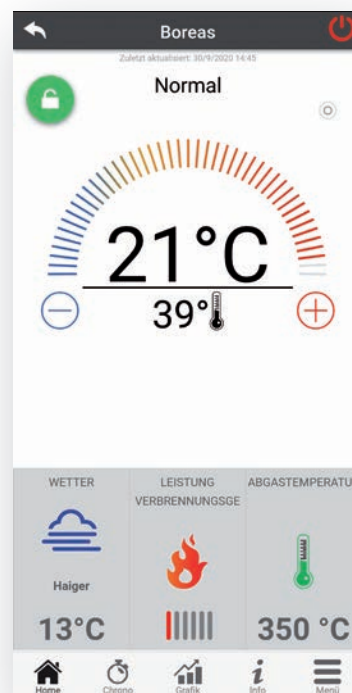 Boreas
Zuletzt aktualisiert: 30/9/2020 14:45
Normal
21°C
39°
WETTER
LEISTUNG
VERBRENNUNGSGE
ABGASTEMPERATU
Haiger
13°C
350 °C
Home
Chrono
Grafik
Info
Menü